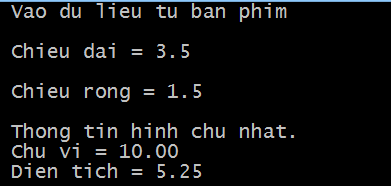 Vao du lieu tu ban phim
Chieu dai = 3.5
Chieu rong = 1.5
Thong tin hinh chu nhat.
Chu vi = 10.00
Dien tich = 5.25